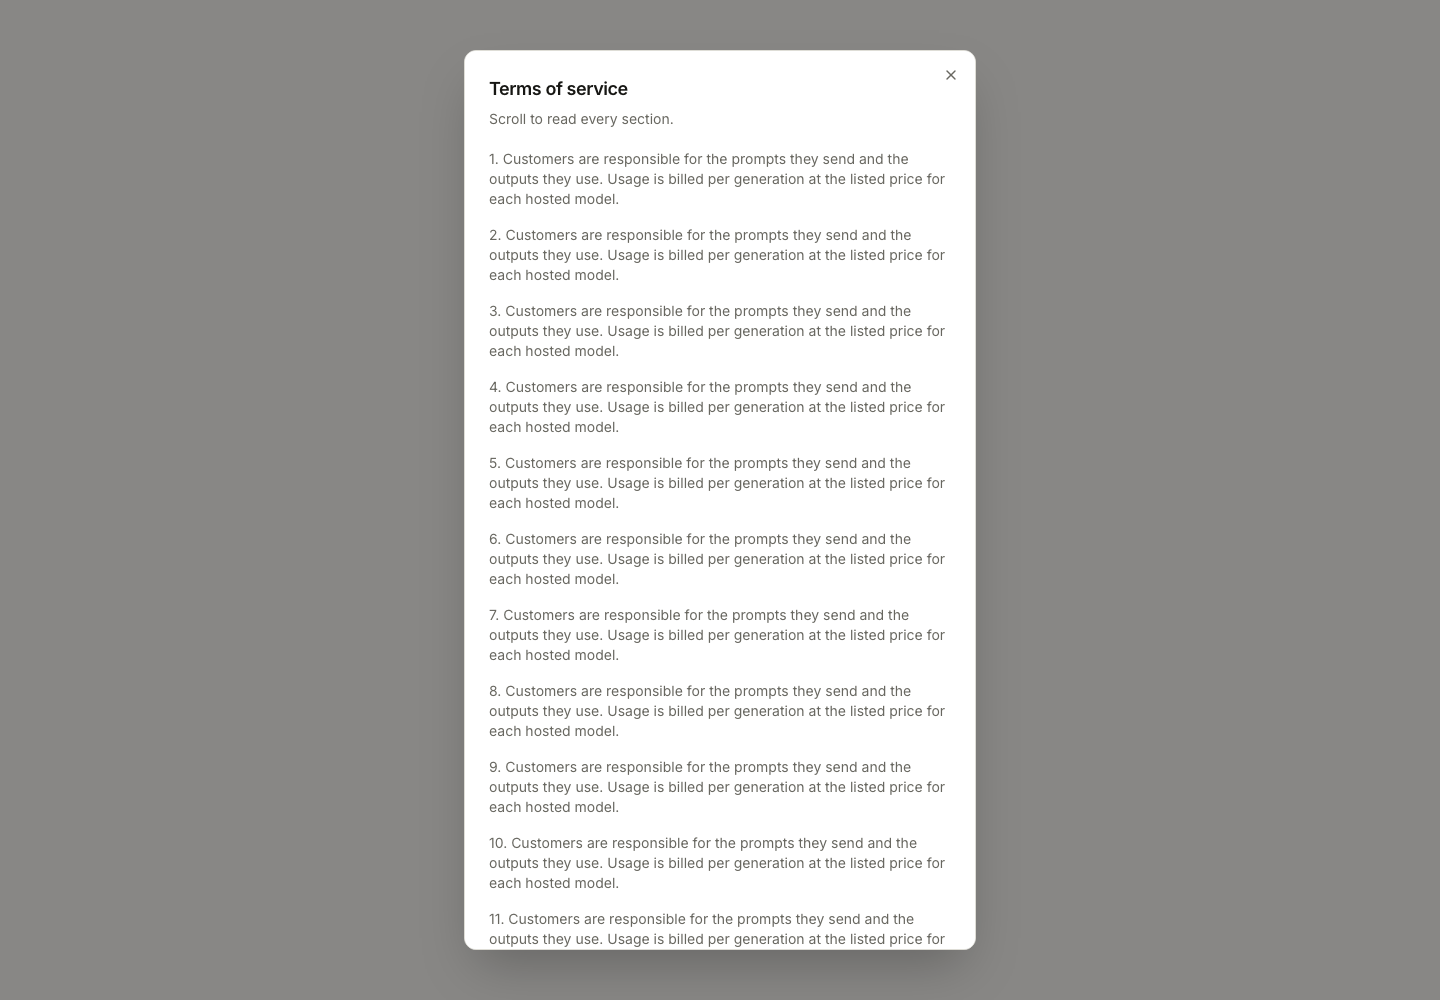 Terms of service
Scroll to read every section.
1. Customers are responsible for the prompts they send and the
outputs they use. Usage is billed per generation at the listed price for
each hosted model.
2. Customers are responsible for the prompts they send and the
outputs they use. Usage is billed per generation at the listed price for
each hosted model.
3. Customers are responsible for the prompts they send and the
outputs they use. Usage is billed per generation at the listed price for
each hosted model.
4. Customers are responsible for the prompts they send and the
outputs they use. Usage is billed per generation at the listed price for
each hosted model.
5. Customers are responsible for the prompts they send and the
outputs they use. Usage is billed per generation at the listed price for
each hosted model.
6. Customers are responsible for the prompts they send and the
outputs they use. Usage is billed per generation at the listed price for
each hosted model.
7. Customers are responsible for the prompts they send and the
outputs they use. Usage is billed per generation at the listed price for
each hosted model.
8. Customers are responsible for the prompts they send and the
outputs they use. Usage is billed per generation at the listed price for
each hosted model.
9. Customers are responsible for the prompts they send and the
outputs they use. Usage is billed per generation at the listed price for
each hosted model.
10. Customers are responsible for the prompts they send and the
outputs they use. Usage is billed per generation at the listed price for
each hosted model.
11. Customers are responsible for the prompts they send and the
outputs they use. Usage is billed per generation at the listed price for